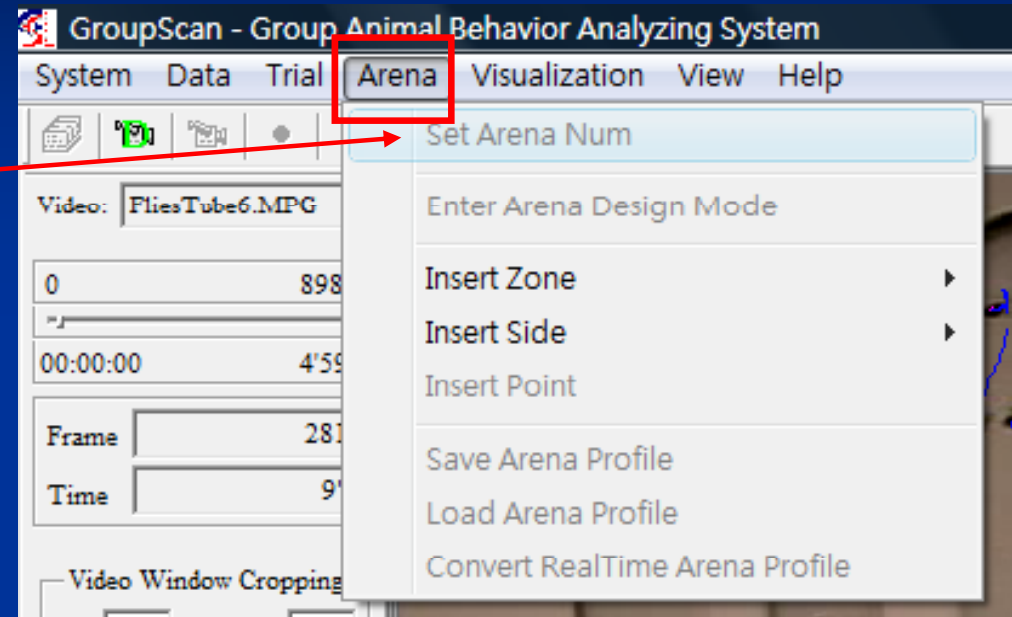 GroupScan - Group Animal Behavior Analyzing System
System Data Trial Arena Visualization View Help
Set Arena Num
Enter Arena Design Mode
Insert Zone
Insert Side
Insert Point
Save Arena Profile
Load Arena Profile
Convert RealTime Arena Profile
Video: FliesTube6.MPG
0 898
00:00:00 4'59
Frame 281
Time 9'
Video Window Cropping